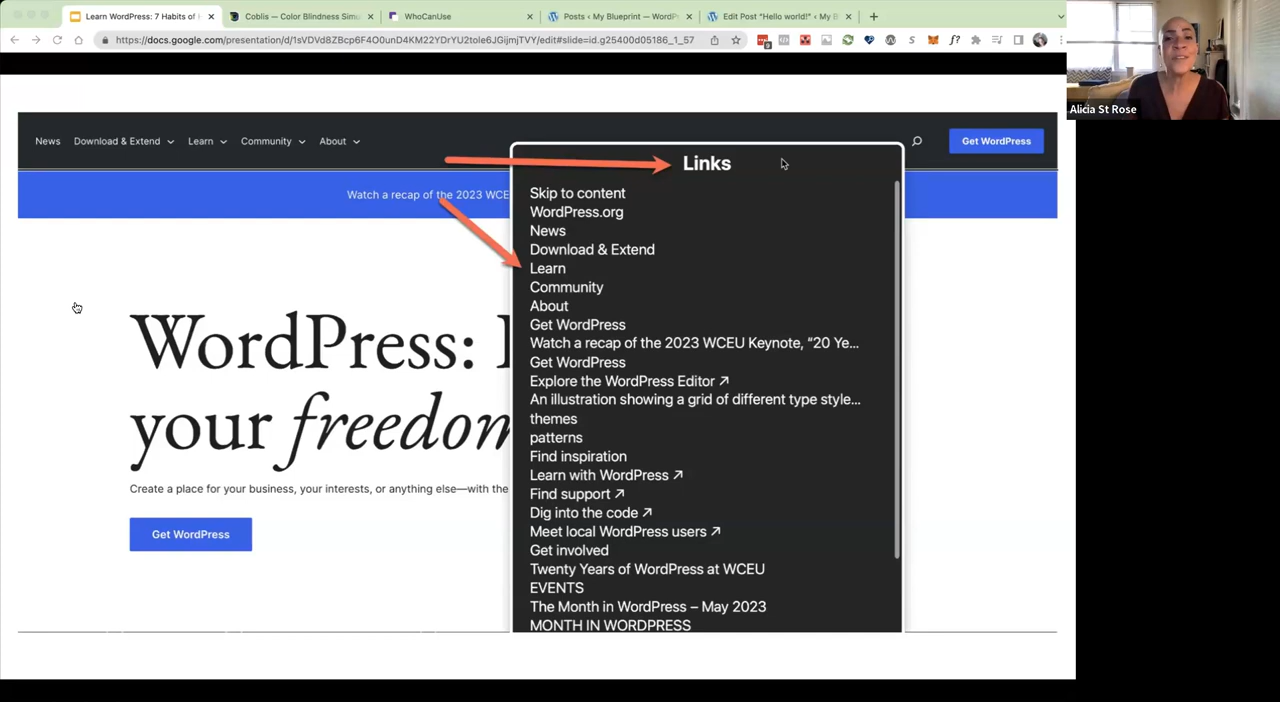 Learn WordPress: 7 Habits of H
Coblis — Color Blindness Simu
WhoCanUse
Posts ‹ My Blueprint — WordP
Edit Post "Hello world!" ‹ My B
https://docs.google.com/presentation/d/1sVDVd8ZBcp6F4O0unD4KM22YDrYU2tole6JGijmjTVY/edit#slide=id.g25400d05186_1_57
Alicia St Rose
News Download & Extend Learn Community About
Get WordPress
Watch a recap of the 2023 WCE
WordPress:
your freedom
Create a place for your business, your interests, or anything else—with the
Get WordPress
Links
Skip to content
WordPress.org
News
Download & Extend
Learn
Community
About
Get WordPress
Watch a recap of the 2023 WCEU Keynote, “20 Ye...
Get WordPress
Explore the WordPress Editor ↗
An illustration showing a grid of different type style...
themes
patterns
Find inspiration
Learn with WordPress ↗
Find support ↗
Dig into the code ↗
Meet local WordPress users ↗
Get involved
Twenty Years of WordPress at WCEU
EVENTS
The Month in WordPress – May 2023
MONTH IN WORDPRESS